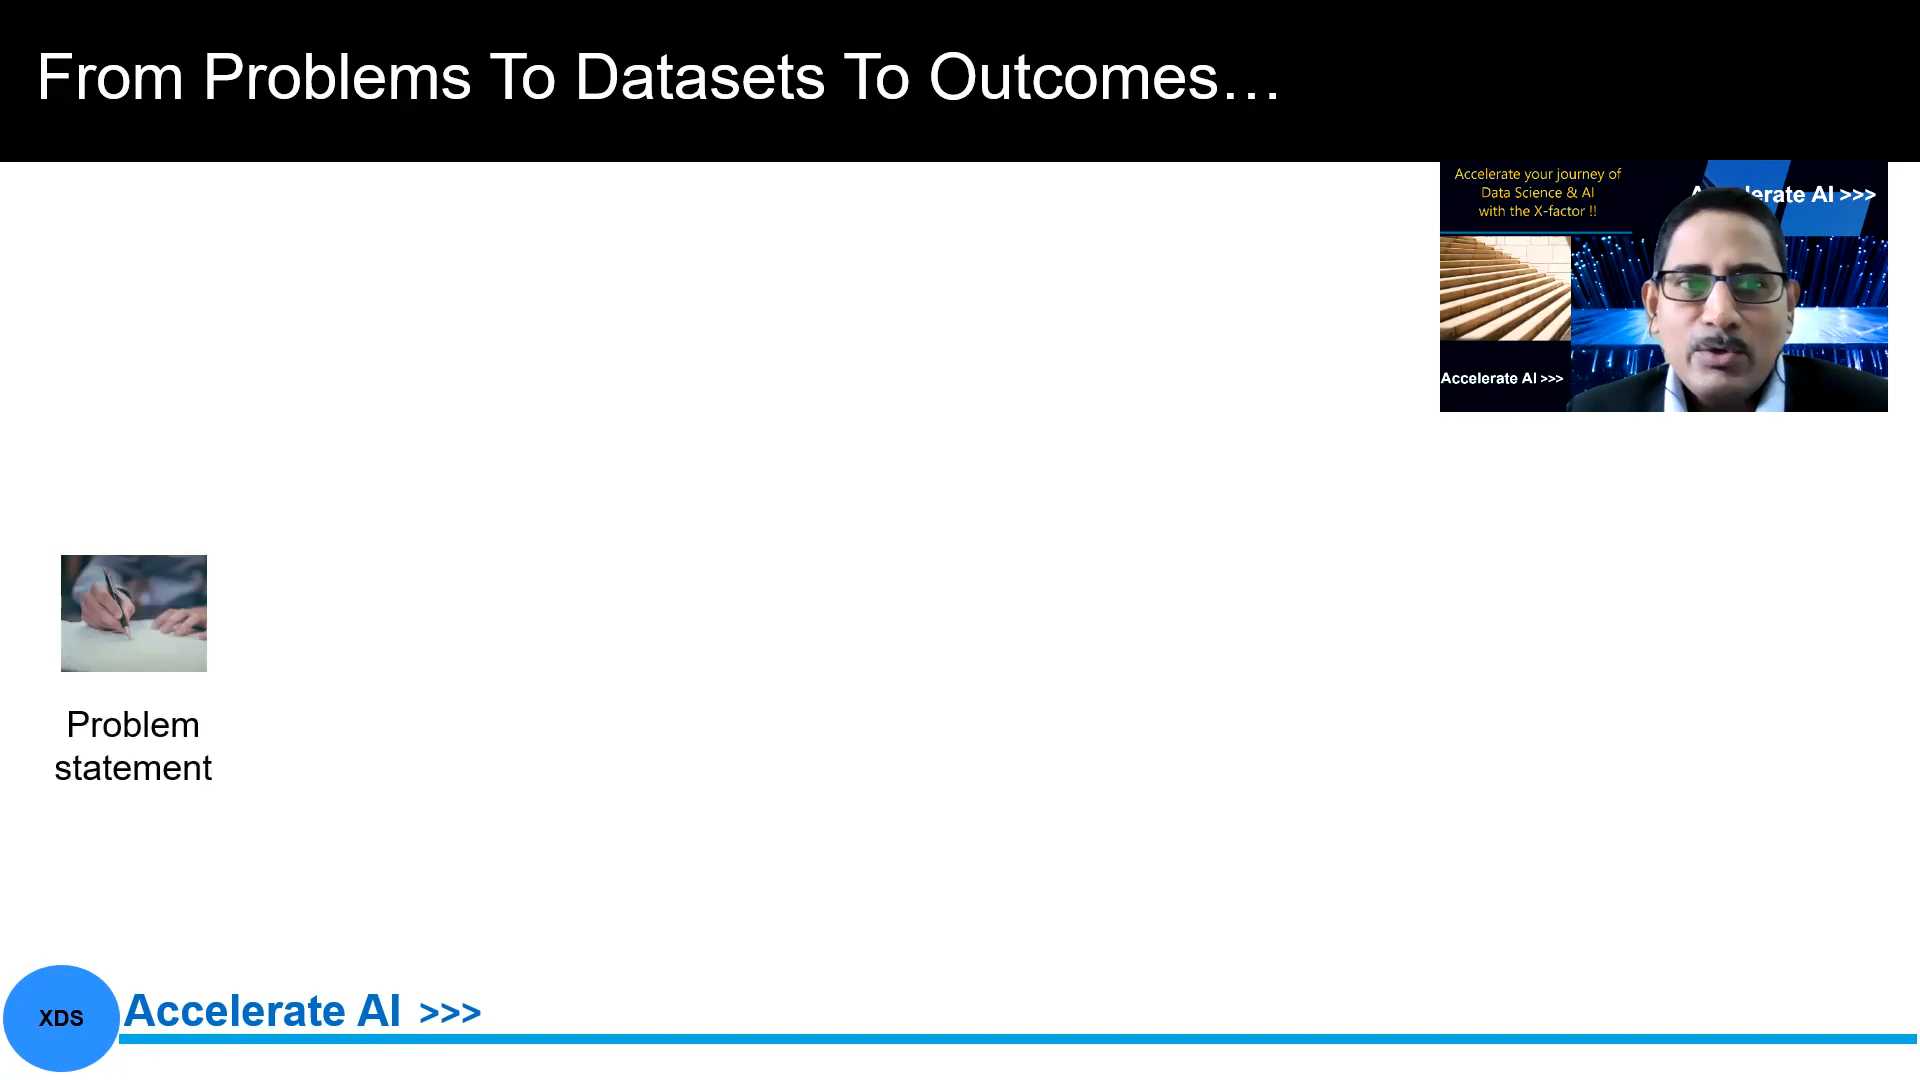 From Problems To Datasets To Outcomes…
Accelerate your journey of
Data Science & AI
with the X-factor !!
AI >>>
Accelerate AI >>>
Problem
statement
XDS
Accelerate AI >>>